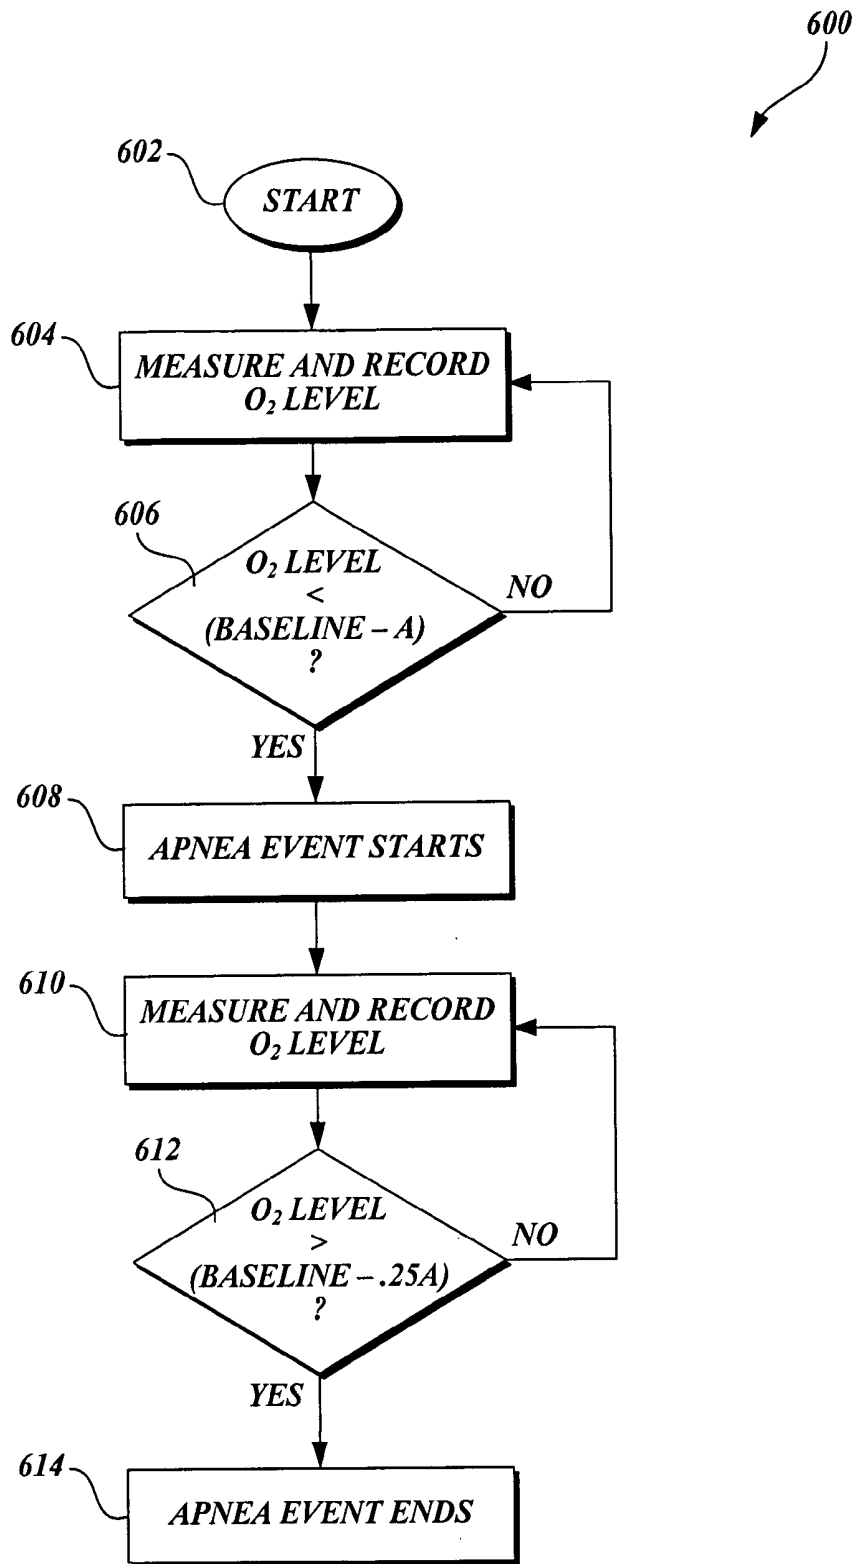 600
602
START
604
MEASURE AND RECORD
O₂ LEVEL
606
O₂ LEVEL
<
(BASELINE – A)
?
NO
YES
608
APNEA EVENT STARTS
610
MEASURE AND RECORD
O₂ LEVEL
612
O₂ LEVEL
>
(BASELINE – .25A)
?
NO
YES
614
APNEA EVENT ENDS